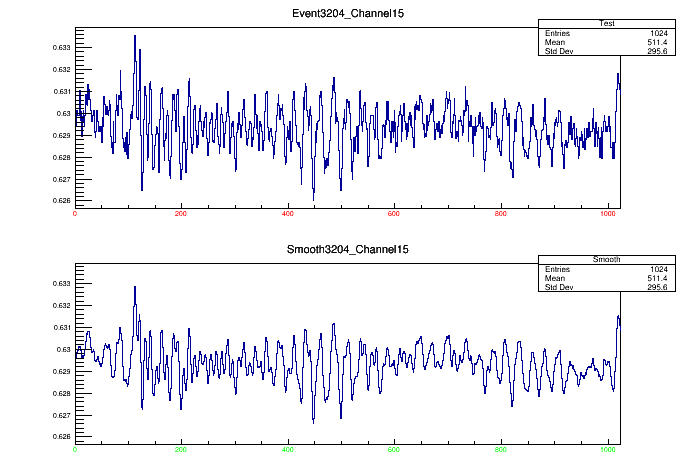 Event3204_Channel15
Test
Entries 1024
Mean 511.4
Std Dev 295.6
0.633
0.632
0.631
0.63
0.629
0.628
0.627
0.626
0 200 400 600 800 1000
Smooth3204_Channel15
Smooth
Entries 1024
Mean 511.4
Std Dev 295.6
0.633
0.632
0.631
0.63
0.629
0.628
0.627
0.626
0 200 400 600 800 1000